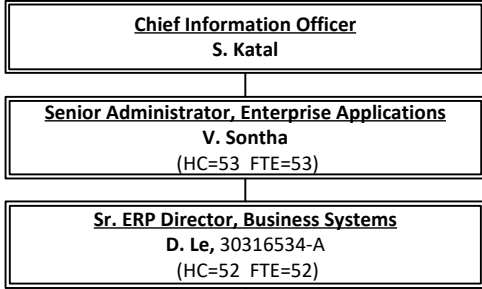 Chief Information Officer
S. Katal
Senior Administrator, Enterprise Applications
V. Sontha
(HC=53 FTE=53)
Sr. ERP Director, Business Systems
D. Le, 30316534-A
(HC=52 FTE=52)